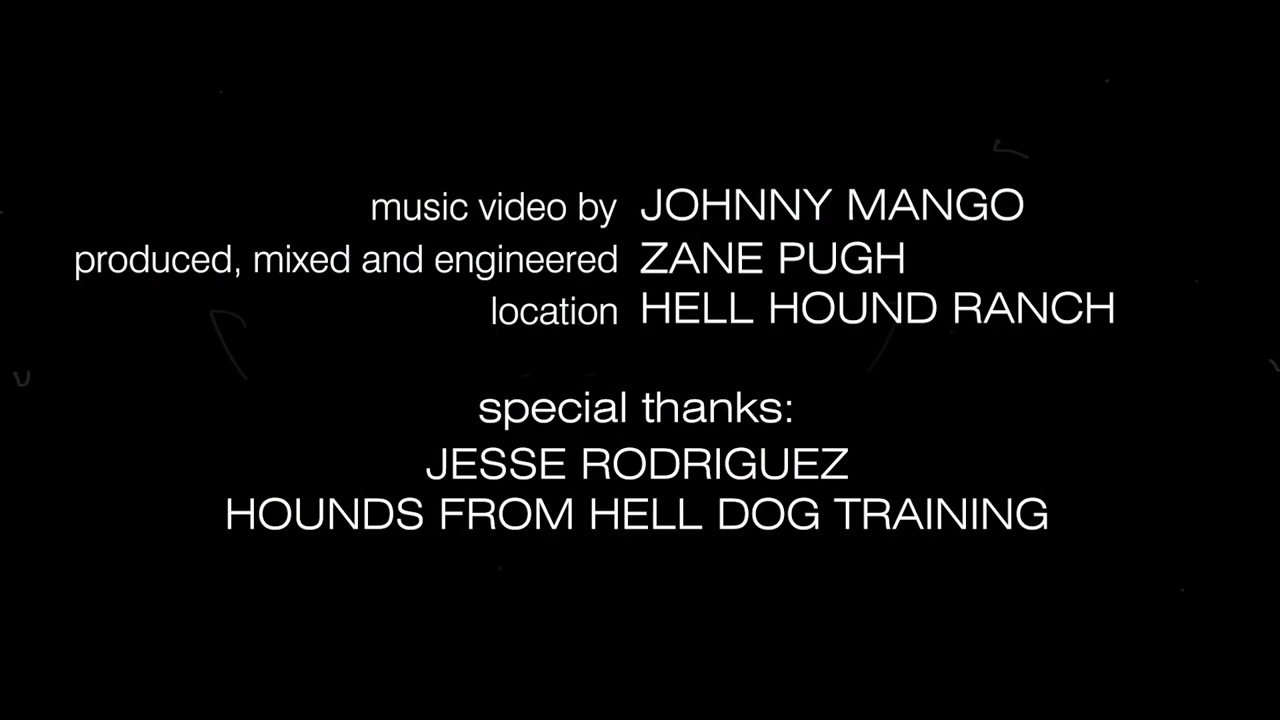 music video by JOHNNY MANGO
produced, mixed and engineered ZANE PUGH
location HELL HOUND RANCH
special thanks:
JESSE RODRIGUEZ
HOUNDS FROM HELL DOG TRAINING